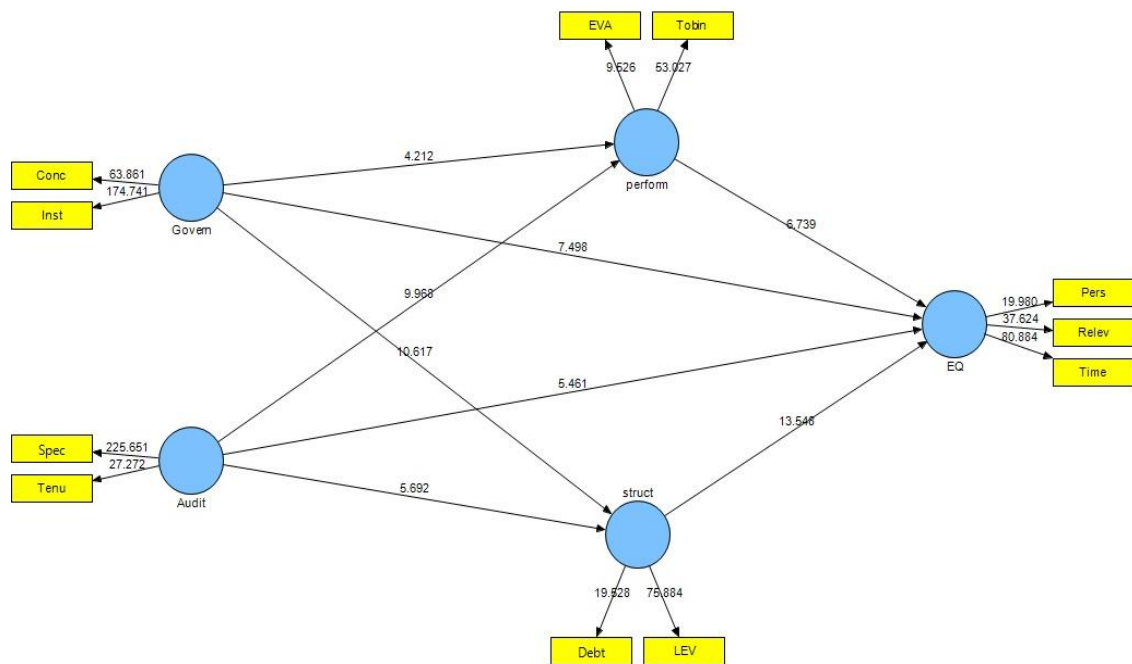 EVA
Tobin
9.526
53.027
perform
Conc
63.861
Inst
174.741
Govern
4.212
7.498
6.739
9.968
10.617
Pers
19.980
Relev
37.624
Time
80.884
EQ
5.461
13.546
Spec
225.651
Tenu
27.272
Audit
5.692
struct
19.528
75.884
Debt
LEV